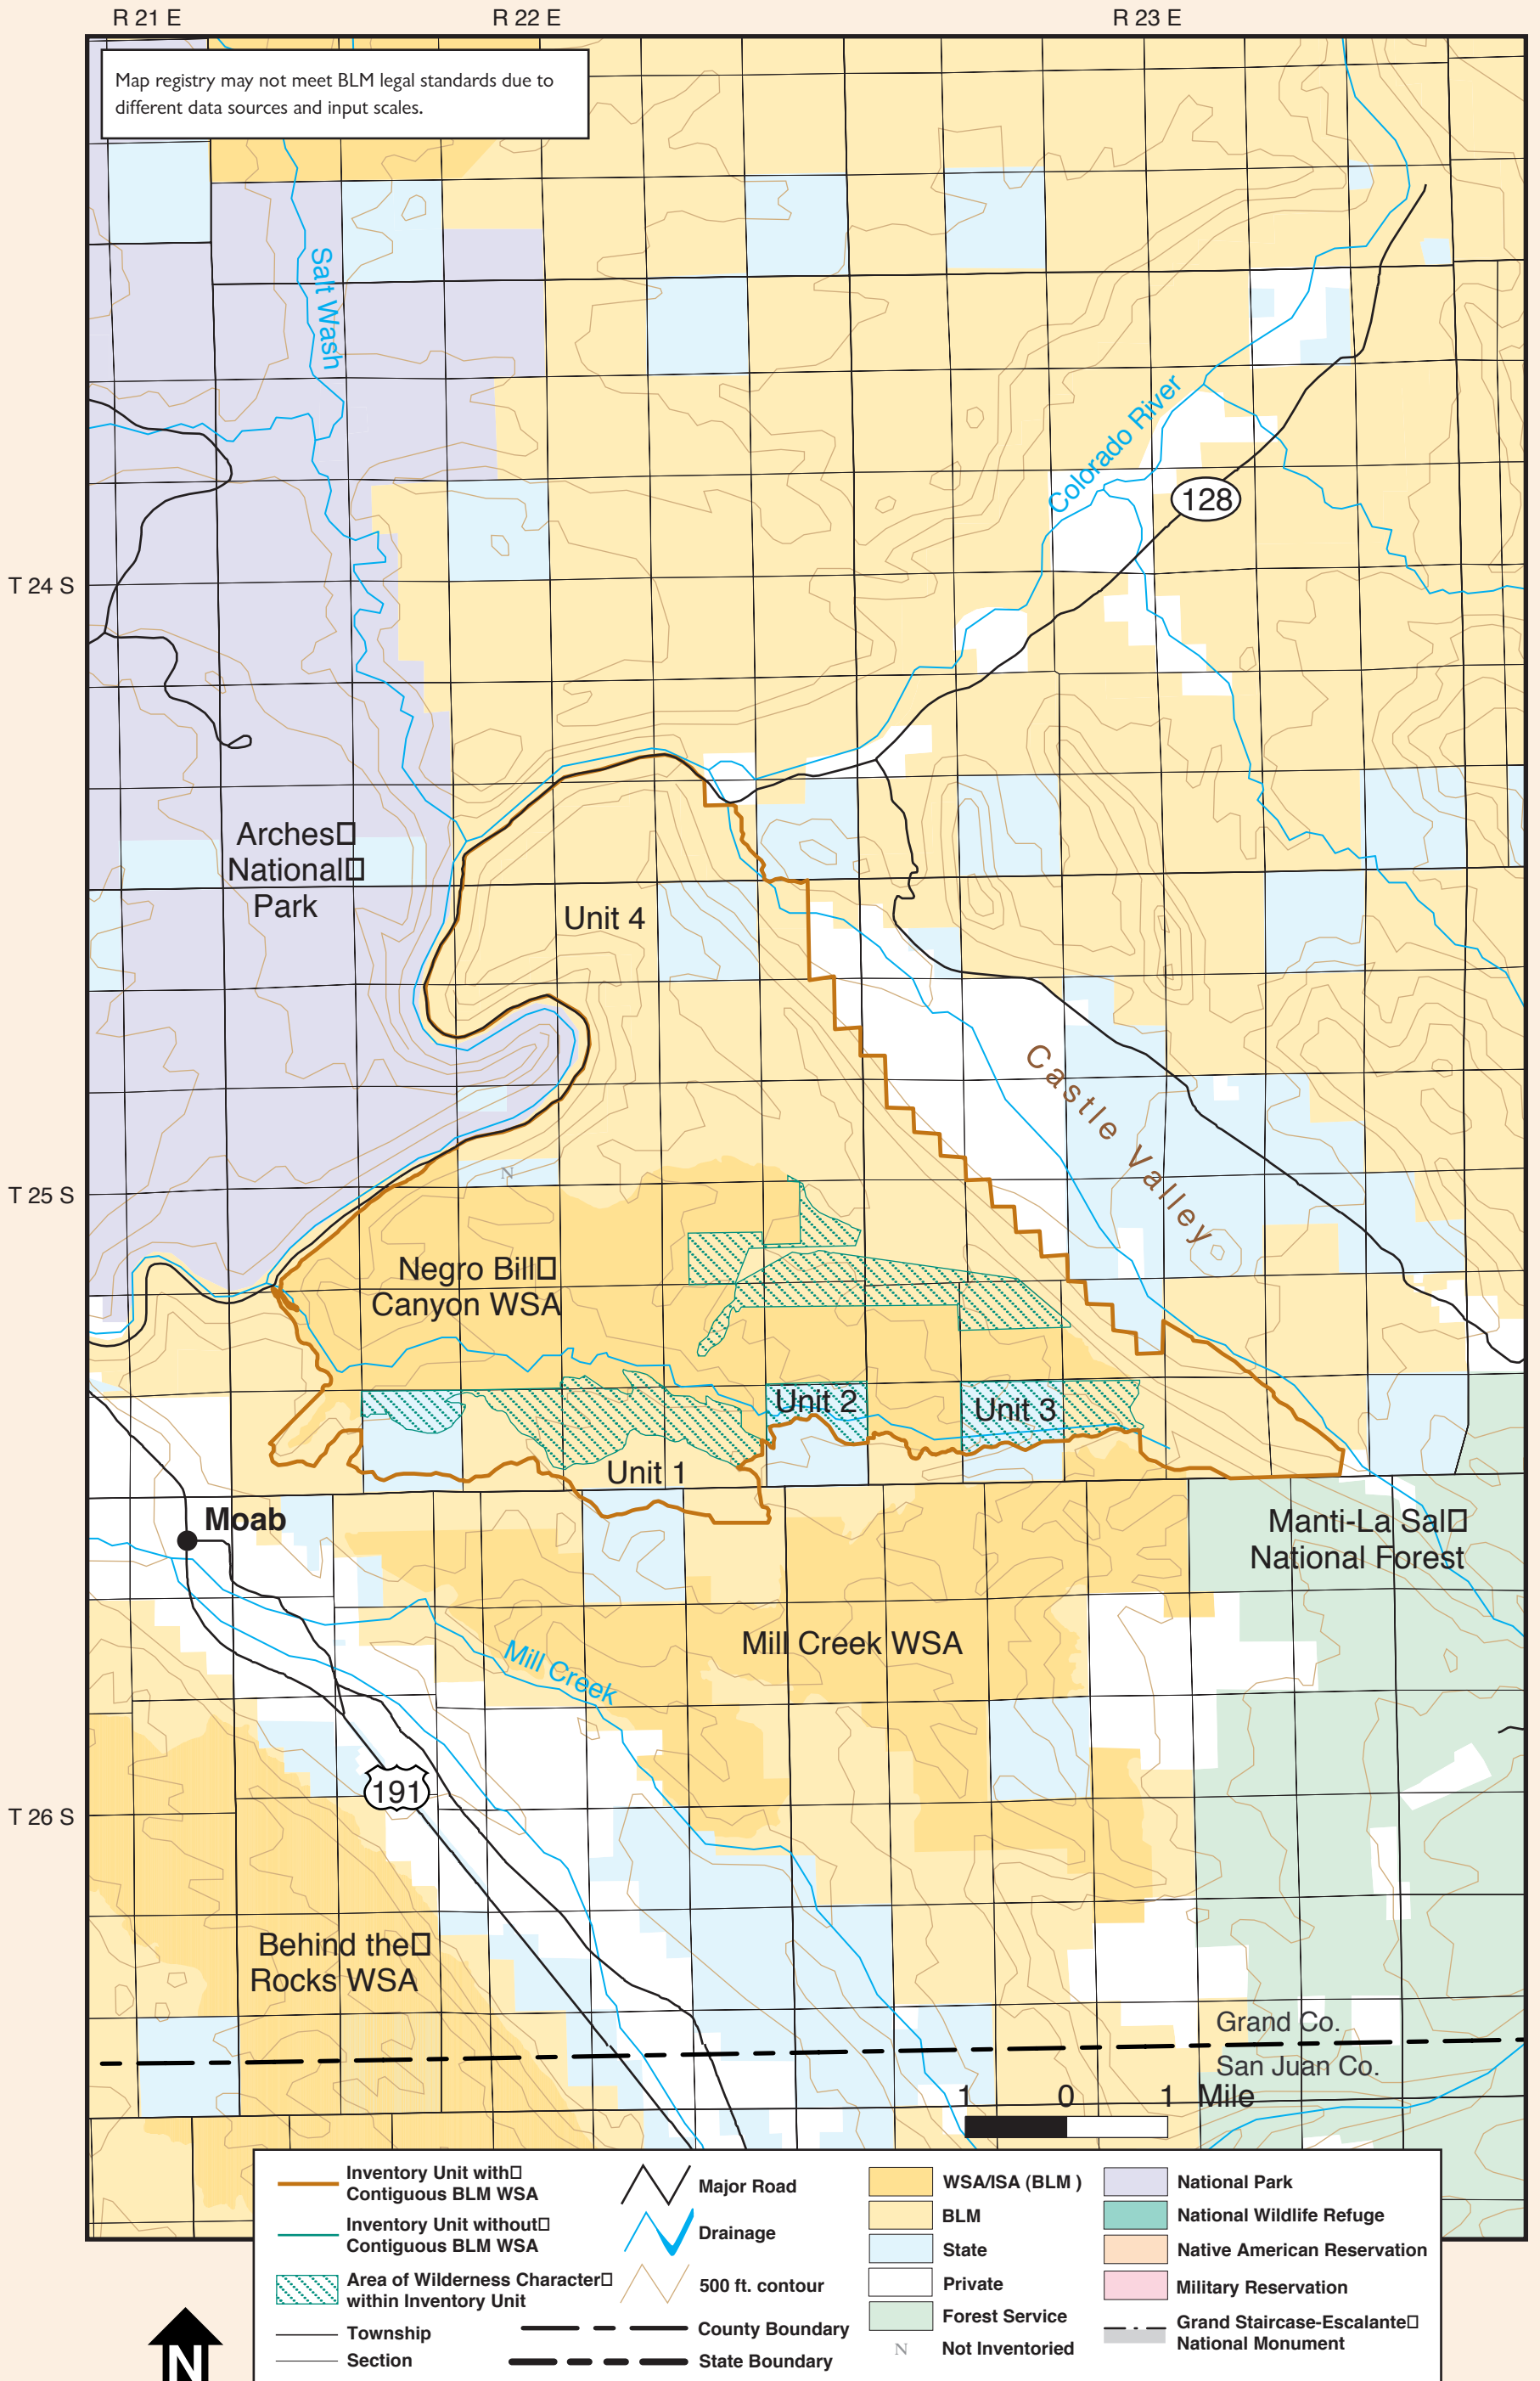 R 21 E
R 22 E
R 23 E
Map registry may not meet BLM legal standards due to
different data sources and input scales.
Salt Wash
Colorado River
128
T 24 S
Arches
National
Park
Unit 4
Castle Valley
N
T 25 S
Negro Bill
Canyon WSA
Unit 2
Unit 3
Unit 1
Moab
Manti-La Sal
National Forest
Mill Creek WSA
Mill Creek
191
T 26 S
Behind the
Rocks WSA
Grand Co.
San Juan Co.
1 0 1 Mile
Inventory Unit with
Contiguous BLM WSA
Inventory Unit without
Contiguous BLM WSA
Area of Wilderness Character
within Inventory Unit
Township
Section
Major Road
Drainage
500 ft. contour
County Boundary
State Boundary
WSA/ISA (BLM )
BLM
State
Private
Forest Service
N Not Inventoried
National Park
National Wildlife Refuge
Native American Reservation
Military Reservation
Grand Staircase-Escalante
National Monument
N